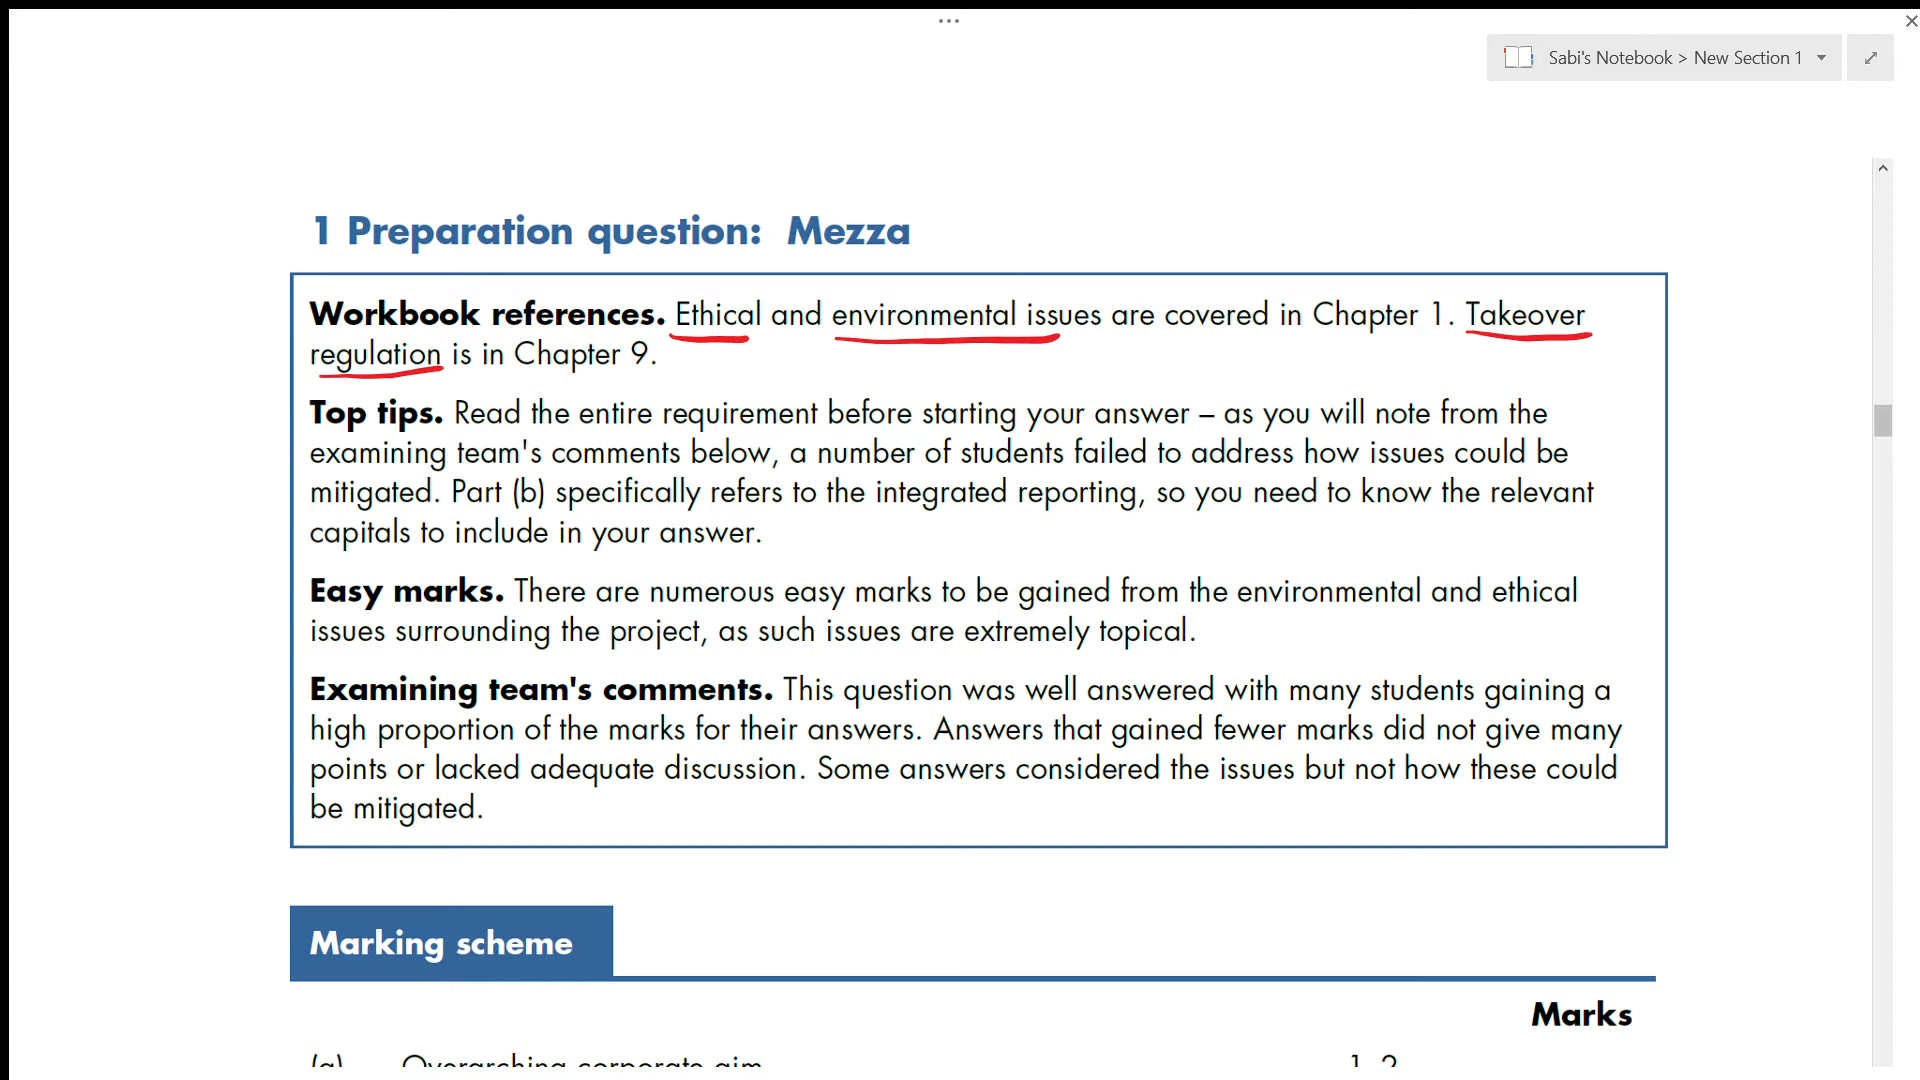 Sabi's Notebook > New Section 1
1 Preparation question: Mezza
Workbook references. Ethical and environmental issues are covered in Chapter 1. Takeover
regulation is in Chapter 9.
Top tips. Read the entire requirement before starting your answer – as you will note from the
examining team's comments below, a number of students failed to address how issues could be
mitigated. Part (b) specifically refers to the integrated reporting, so you need to know the relevant
capitals to include in your answer.
Easy marks. There are numerous easy marks to be gained from the environmental and ethical
issues surrounding the project, as such issues are extremely topical.
Examining team's comments. This question was well answered with many students gaining a
high proportion of the marks for their answers. Answers that gained fewer marks did not give many
points or lacked adequate discussion. Some answers considered the issues but not how these could
be mitigated.
Marking scheme
Marks
(a) Overarching corporate aim 1–2